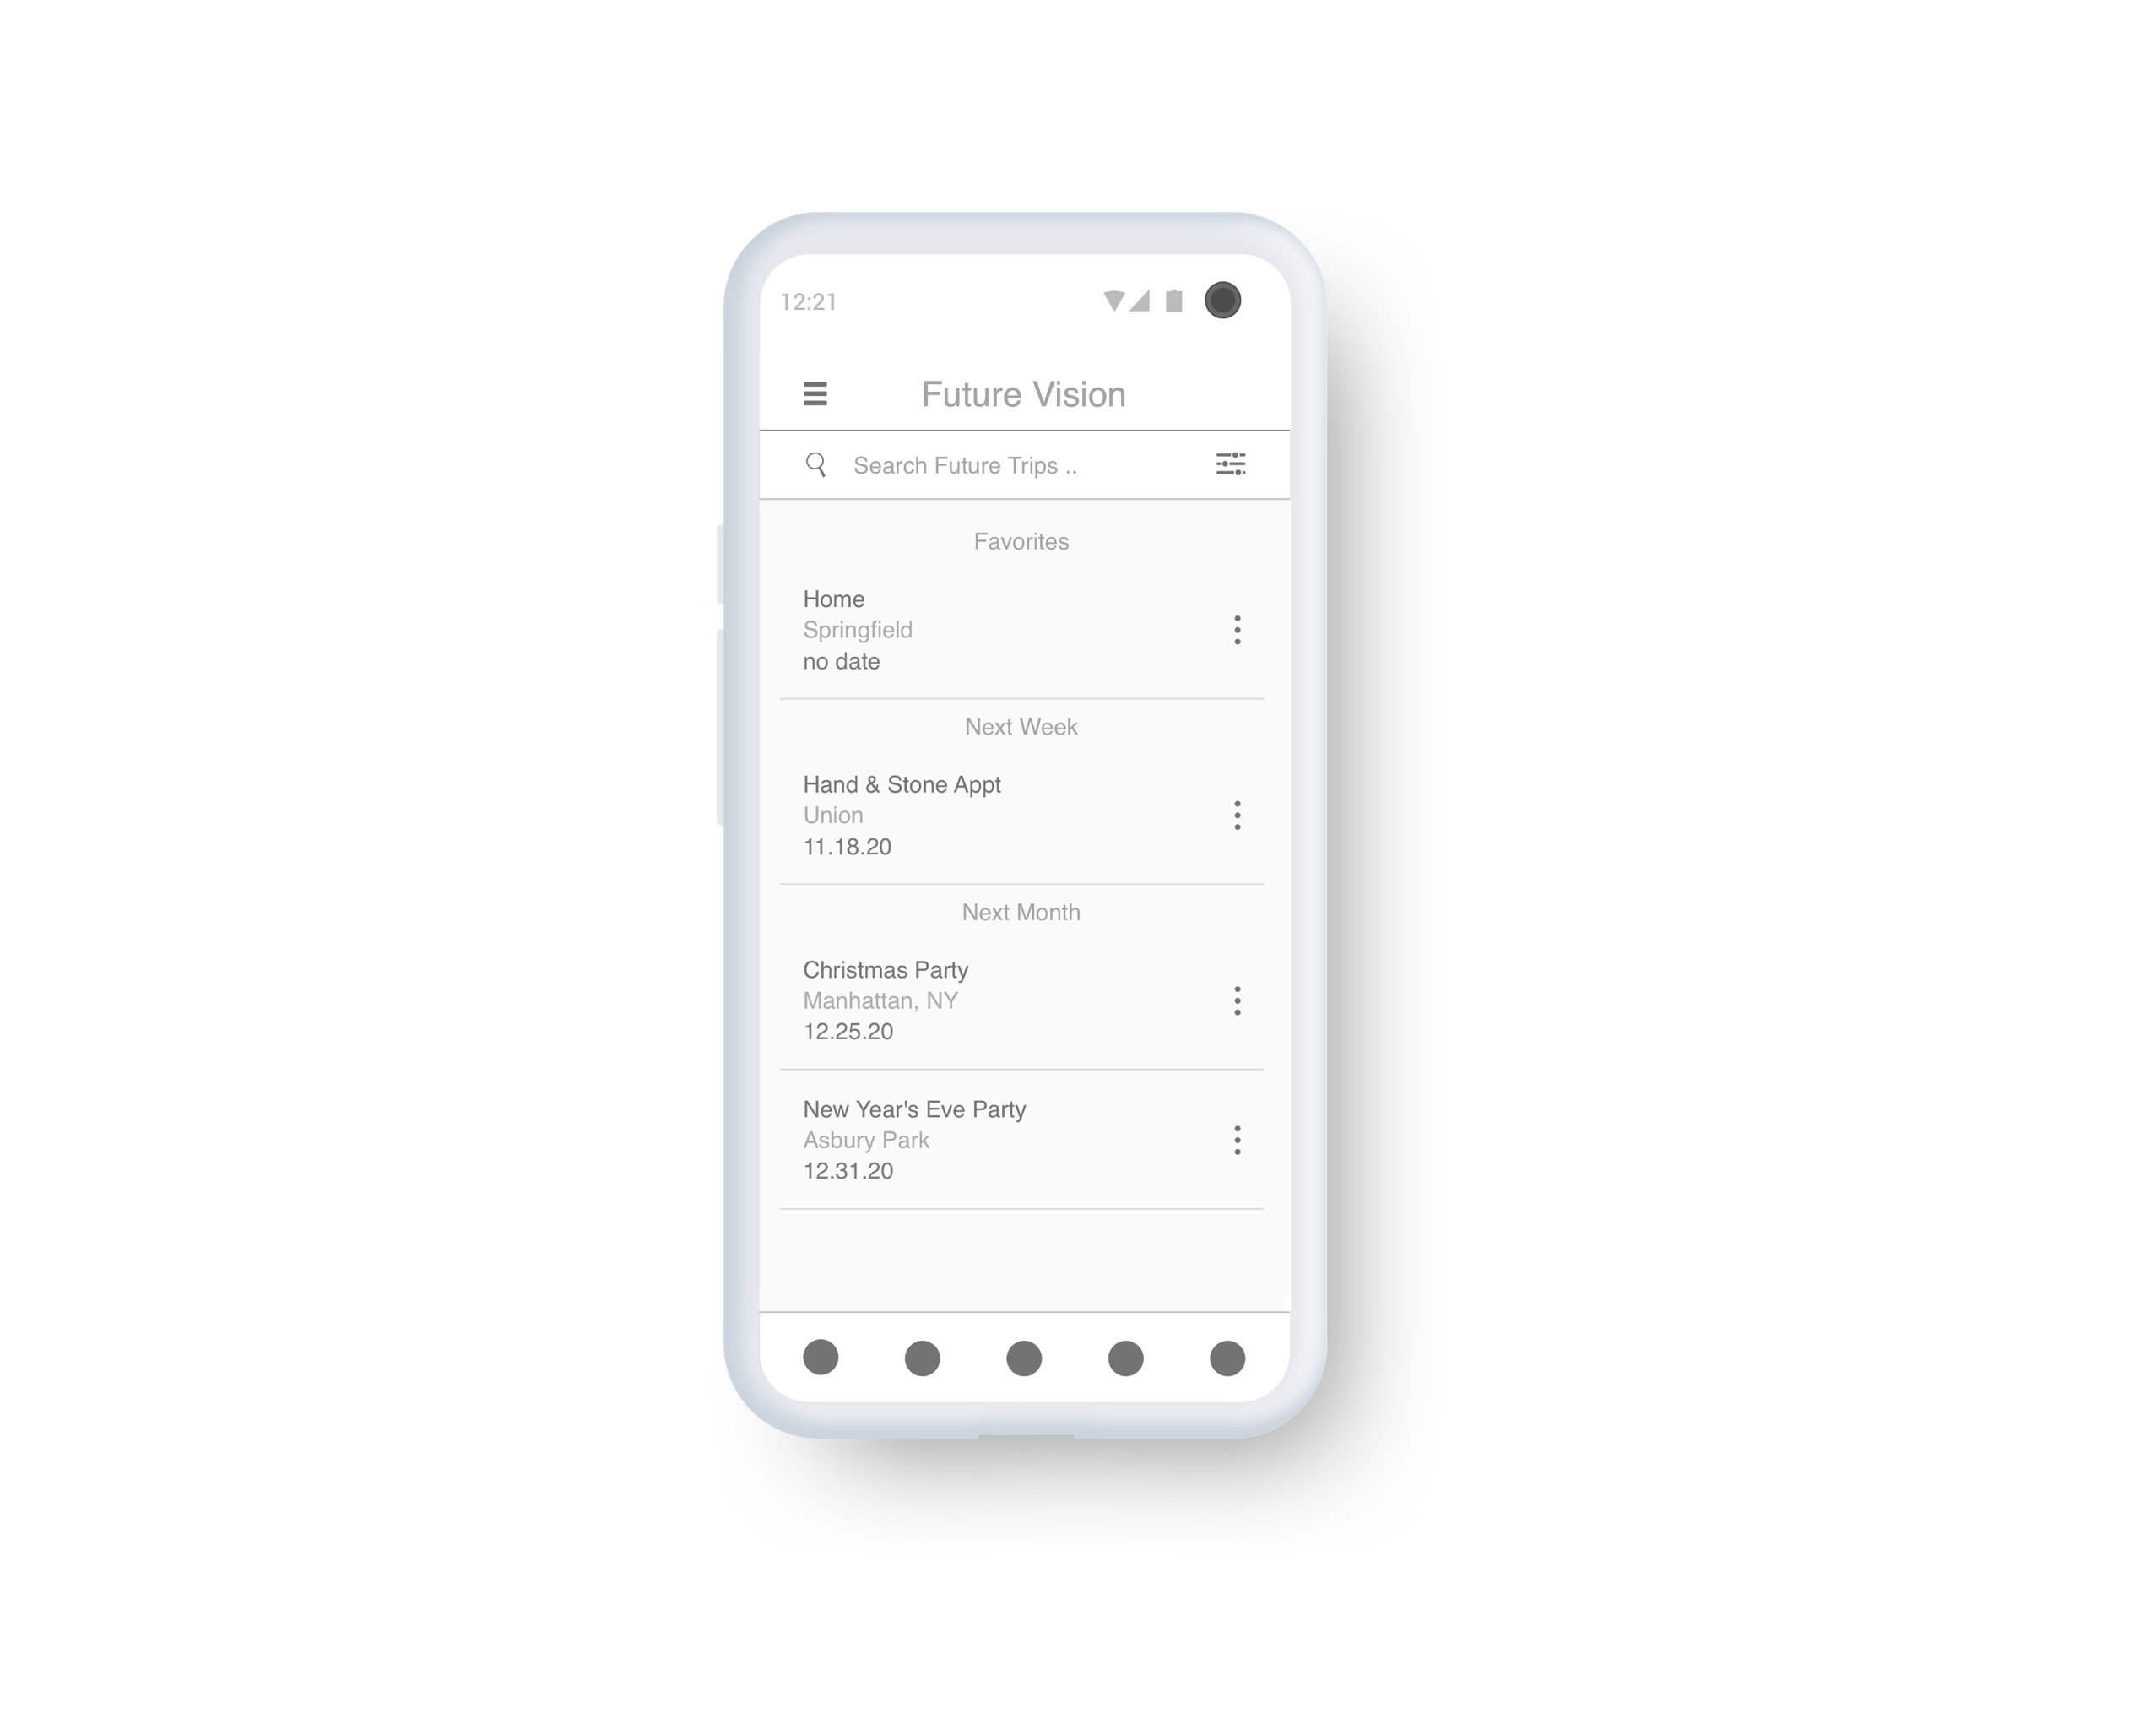 12:21
Future Vision
Search Future Trips ..
Favorites
Home
Springfield
no date
Next Week
Hand & Stone Appt
Union
11.18.20
Next Month
Christmas Party
Manhattan, NY
12.25.20
New Year's Eve Party
Asbury Park
12.31.20